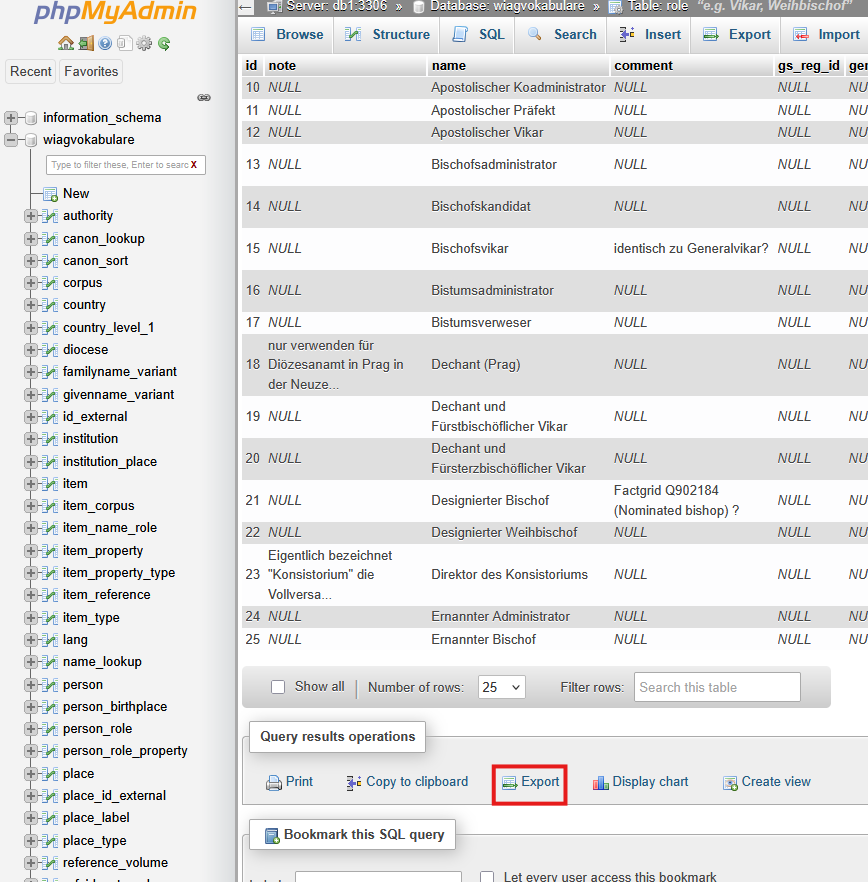 phpMyAdmin
Server: db1:3306 » Database: wiagvokabulare » Table: role "e.g. Vikar, Weihbischof"
Browse Structure SQL Search Insert Export Import
Recent Favorites
information_schema
wiagvokabulare
Type to filter these, Enter to searc X
New
authority
canon_lookup
canon_sort
corpus
country
country_level_1
diocese
familyname_variant
givenname_variant
id_external
institution
institution_place
item
item_corpus
item_name_role
item_property
item_property_type
item_reference
item_type
lang
name_lookup
person
person_birthplace
person_role
person_role_property
place
place_id_external
place_label
place_type
reference_volume
id note name comment gs_reg_id ger
10 NULL Apostolischer Koadministrator NULL NULL NU
11 NULL Apostolischer Präfekt NULL NULL NU
12 NULL Apostolischer Vikar NULL NULL NU
13 NULL Bischofsadministrator NULL NULL NU
14 NULL Bischofskandidat NULL NULL NU
15 NULL Bischofsvikar identisch zu Generalvikar? NULL NU
16 NULL Bistumsadministrator NULL NULL NU
17 NULL Bistumsverweser NULL NULL NU
nur verwenden für
18 Diözesanamt in Prag in Dechant (Prag) NULL NULL NU
der Neuze...
Dechant und
19 NULL Fürstbischöflicher Vikar NULL NULL NU
Dechant und
20 NULL Fürsterzbischöflicher Vikar NULL NULL NU
21 NULL Designierter Bischof Factgrid Q902184 NULL NU
(Nominated bishop) ?
22 NULL Designierter Weihbischof NULL NULL NU
Eigentlich bezeichnet
23 "Konsistorium" die Direktor des Konsistoriums NULL NULL NU
Vollversa...
24 NULL Ernannter Administrator NULL NULL NU
25 NULL Ernannter Bischof NULL NULL NU
Show all Number of rows: 25 Filter rows: Search this table
Query results operations
Print Copy to clipboard Export Display chart Create view
Bookmark this SQL query
Let every user access this bookmark